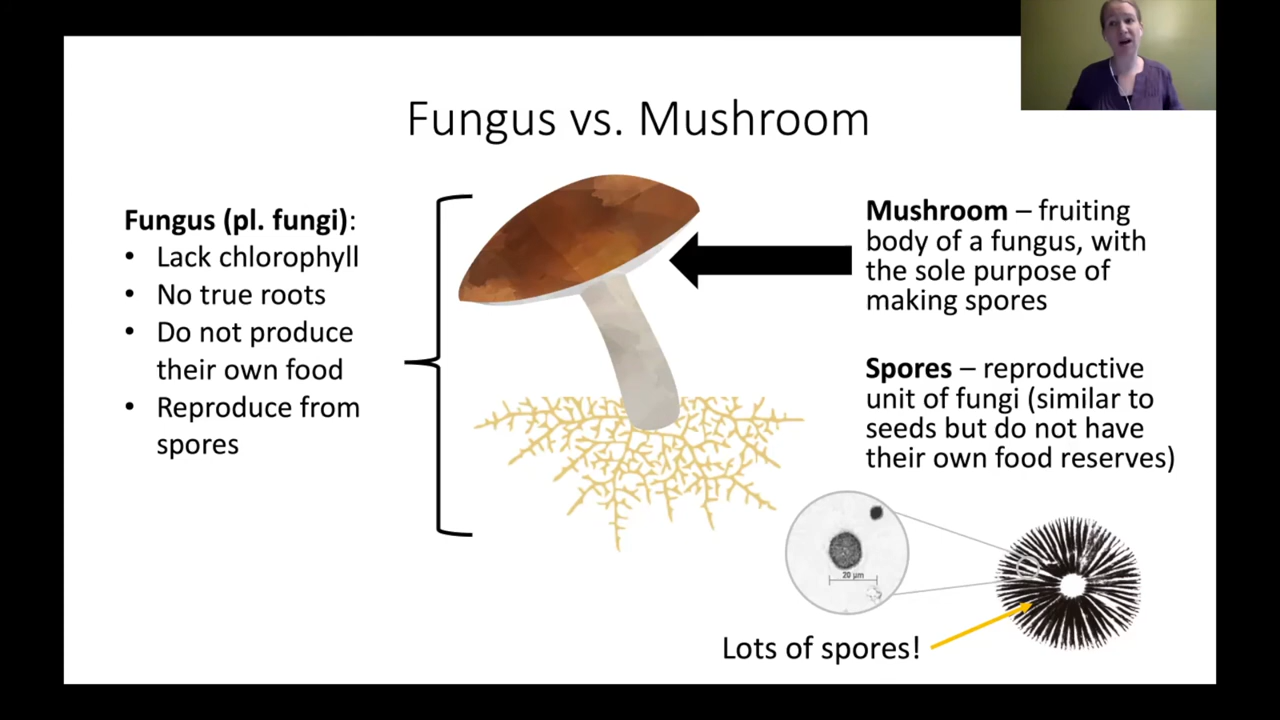 Fungus vs. Mushroom
Fungus (pl. fungi):
• Lack chlorophyll
• No true roots
• Do not produce
their own food
• Reproduce from
spores
Mushroom – fruiting
body of a fungus, with
the sole purpose of
making spores
Spores – reproductive
unit of fungi (similar to
seeds but do not have
their own food reserves)
20 µm
Lots of spores!